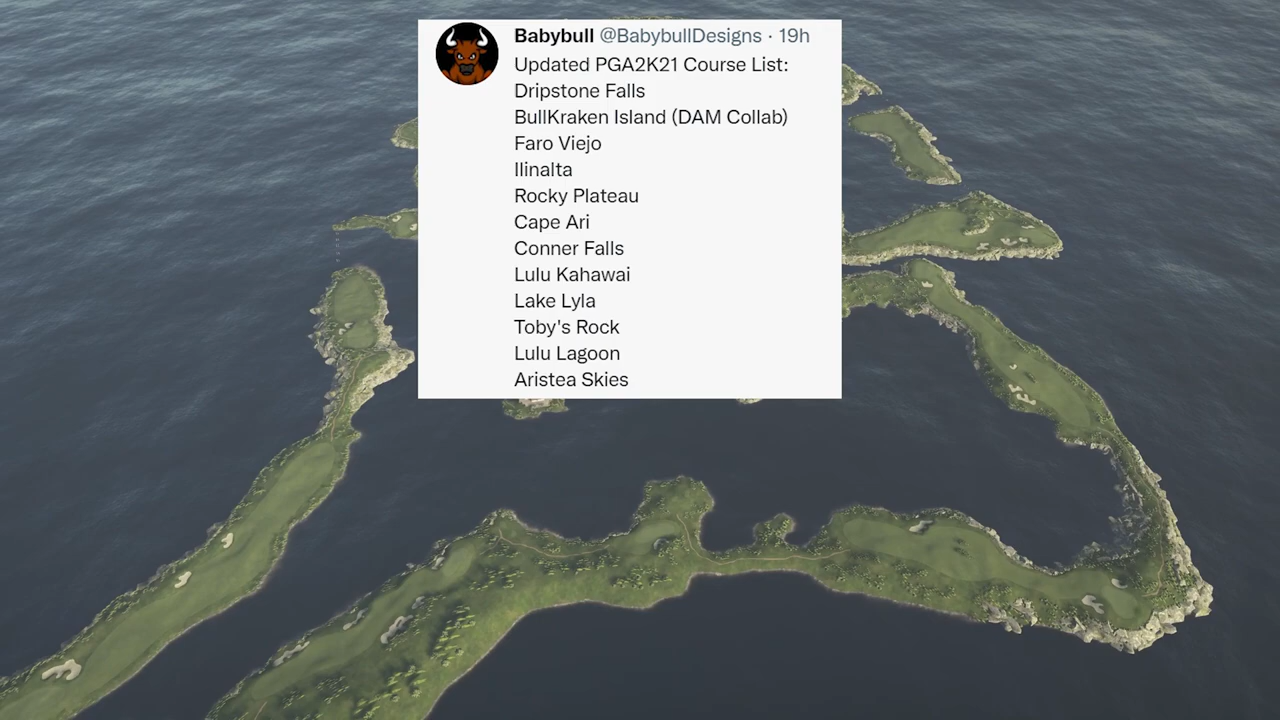 Babybull @BabybullDesigns · 19h
Updated PGA2K21 Course List:
Dripstone Falls
BullKraken Island (DAM Collab)
Faro Viejo
Ilinalta
Rocky Plateau
Cape Ari
Conner Falls
Lulu Kahawai
Lake Lyla
Toby's Rock
Lulu Lagoon
Aristea Skies